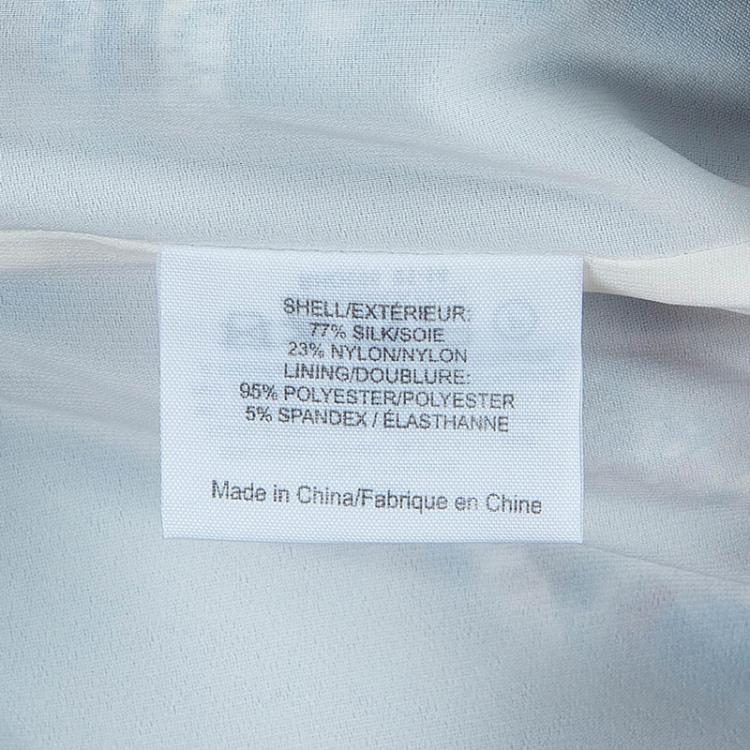 SHELL/EXTÉRIEUR:
77% SILK/SOIE
23% NYLON/NYLON
LINING/DOUBLURE:
95% POLYESTER/POLYESTER
5% SPANDEX / ÉLASTHANNE
Made in China/Fabrique en Chine